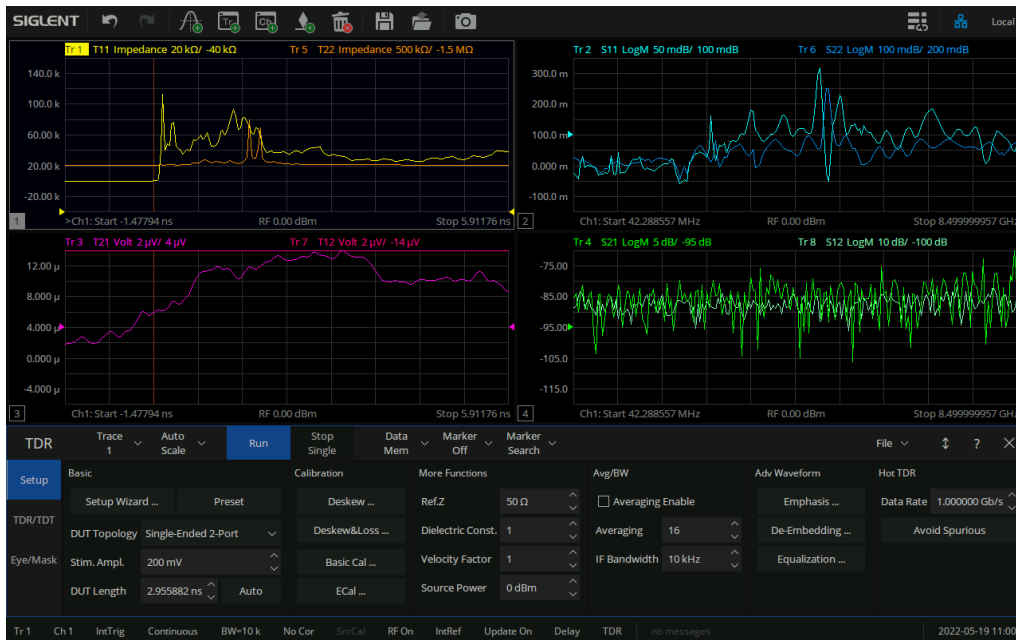 SIGLENT Tr Ch Local
Tr 1 T11 Impedance 20 kΩ/ -40 kΩ Tr 5 T22 Impedance 500 kΩ/ -1.5 MΩ
140.0 k
100.0 k
60.00 k
20.00 k
-20.00 k
1 >Ch1: Start -1.47794 ns RF 0.00 dBm Stop 5.91176 ns
Tr 2 S11 LogM 50 mdB/ 100 mdB Tr 6 S22 LogM 100 mdB/ 200 mdB
300.0 m
200.0 m
100.0 m
0.000 m
-100.0 m
2 Ch1: Start 42.288557 MHz RF 0.00 dBm Stop 8.499999957 GHz
Tr 3 T21 Volt 2 μV/ 4 μV Tr 7 T12 Volt 2 μV/ -14 μV
12.00 μ
8.000 μ
4.000 μ
0.000 μ
-4.000 μ
3 Ch1: Start -1.47794 ns RF 0.00 dBm Stop 5.91176 ns
Tr 4 S21 LogM 5 dB/ -95 dB Tr 8 S12 LogM 10 dB/ -100 dB
-75.00
-85.00
-95.00
-105.0
-115.0
4 Ch1: Start 42.288557 MHz RF 0.00 dBm Stop 8.499999957 GHz
TDR Trace 1 Auto Scale Run Stop Single Data Mem Marker Off Marker Search File ?
Setup
TDR/TDT
Eye/Mask
Basic
Setup Wizard ... Preset
DUT Topology Single-Ended 2-Port
Stim. Ampl. 200 mV
DUT Length 2.955882 ns Auto
Calibration
Deskew ...
Deskew&Loss ...
Basic Cal ...
ECal ...
More Functions
Ref.Z 50 Ω
Dielectric Const. 1
Velocity Factor 1
Source Power 0 dBm
Avg/BW
Averaging Enable
Averaging 16
IF Bandwidth 10 kHz
Adv Waveform
Emphasis ...
De-Embedding ...
Equalization ...
Hot TDR
Data Rate 1.000000 Gb/s
Avoid Spurious
Tr 1 Ch 1 IntTrig Continuous BW=10 k No Cor SrcCal RF On IntRef Update On Delay TDR no messages 2022-05-19 11:00